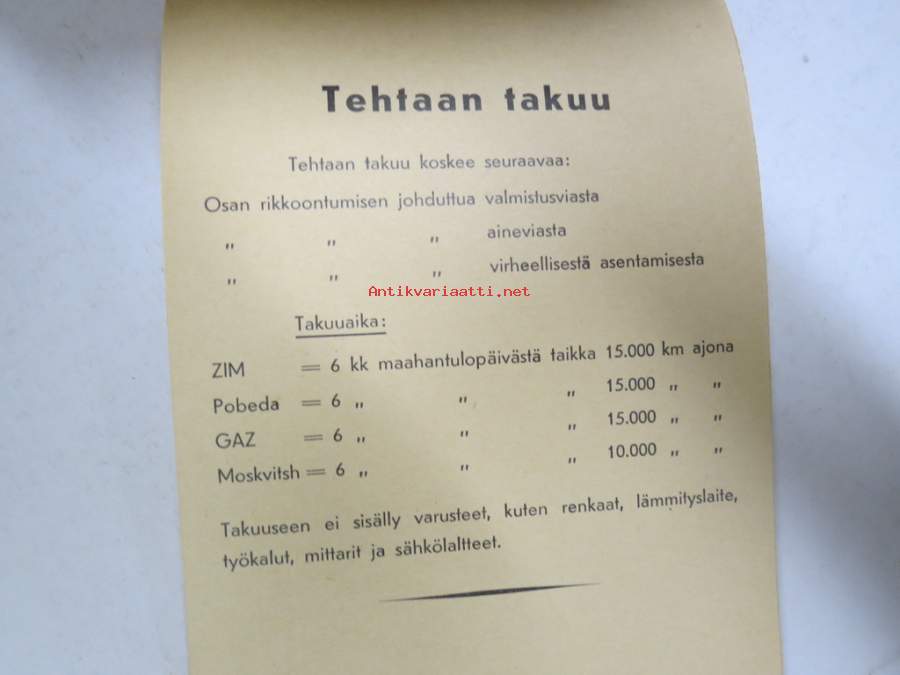 Tehtaan takuu
Tehtaan takuu koskee seuraavaa:
Osan rikkoontumisen johduttua valmistusviasta
„ „ „ aineviasta
„ „ „ virheellisestä asentamisesta
Antikvariaatti.net
Takuuaika:
ZIM = 6 kk maahantulopäivästä taikka 15.000 km ajona
Pobeda = 6 „ „ „ 15.000 „ „
GAZ = 6 „ „ „ 15.000 „ „
Moskvitsh = 6 „ „ „ 10.000 „ „
Takuuseen ei sisälly varusteet, kuten renkaat, lämmityslaite,
työkalut, mittarit ja sähkölaltteet.